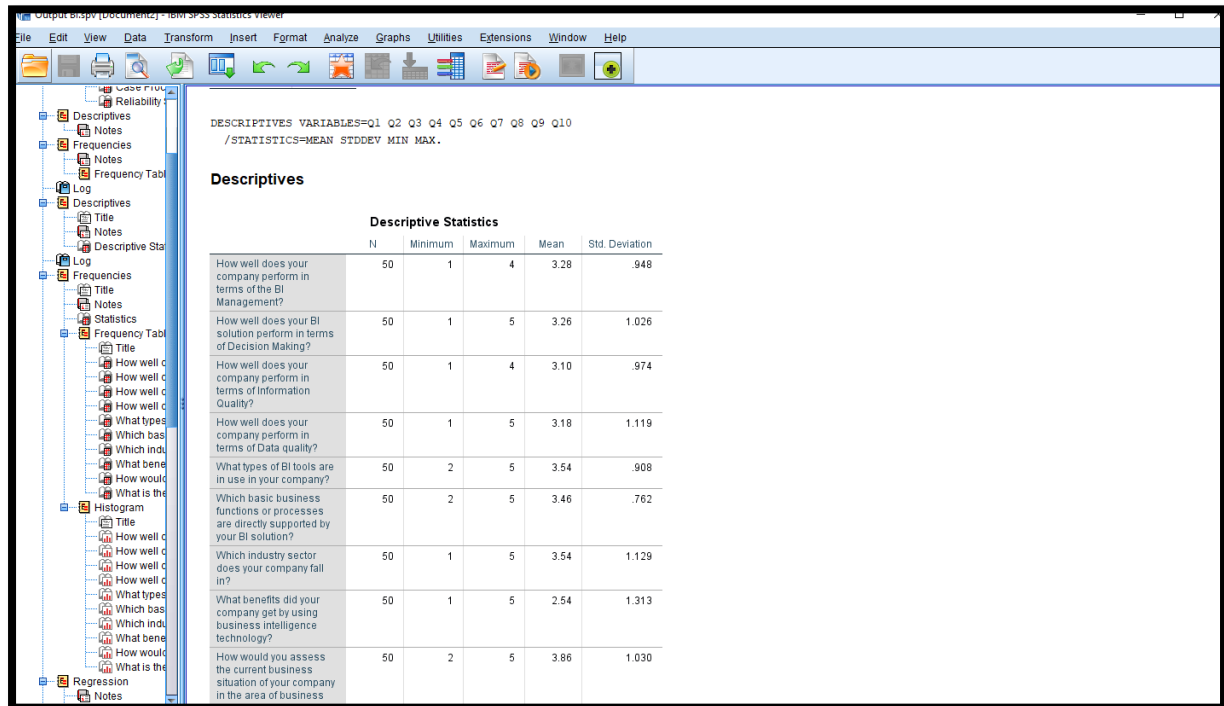 Output BI.spv [Document2] - IBM SPSS Statistics Viewer
File Edit View Data Transform Insert Format Analyze Graphs Utilities Extensions Window Help
Reliability
Descriptives
Notes
Frequencies
Notes
Frequency Tabl
Log
Descriptives
Title
Notes
Descriptive Sta
Log
Frequencies
Title
Notes
Statistics
Frequency Tabl
Title
How well c
How well c
How well c
How well c
What types
Which bas
Which indu
What bene
How would
What is the
Histogram
Title
How well c
How well c
How well c
How well c
What types
Which bas
Which indu
What bene
How would
What is the
Regression
Notes
DESCRIPTIVES VARIABLES=Q1 Q2 Q3 Q4 Q5 Q6 Q7 Q8 Q9 Q10
/STATISTICS=MEAN STDDEV MIN MAX.
Descriptives
Descriptive Statistics
N Minimum Maximum Mean Std. Deviation
How well does your 50 1 4 3.28 .948
company perform in
terms of the BI
Management?
How well does your BI 50 1 5 3.26 1.026
solution perform in terms
of Decision Making?
How well does your 50 1 4 3.10 .974
company perform in
terms of Information
Quality?
How well does your 50 1 5 3.18 1.119
company perform in
terms of Data quality?
What types of BI tools are 50 2 5 3.54 .908
in use in your company?
Which basic business 50 2 5 3.46 .762
functions or processes
are directly supported by
your BI solution?
Which industry sector 50 1 5 3.54 1.129
does your company fall
in?
What benefits did your 50 1 5 2.54 1.313
company get by using
business intelligence
technology?
How would you assess 50 2 5 3.86 1.030
the current business
situation of your company
in the area of business